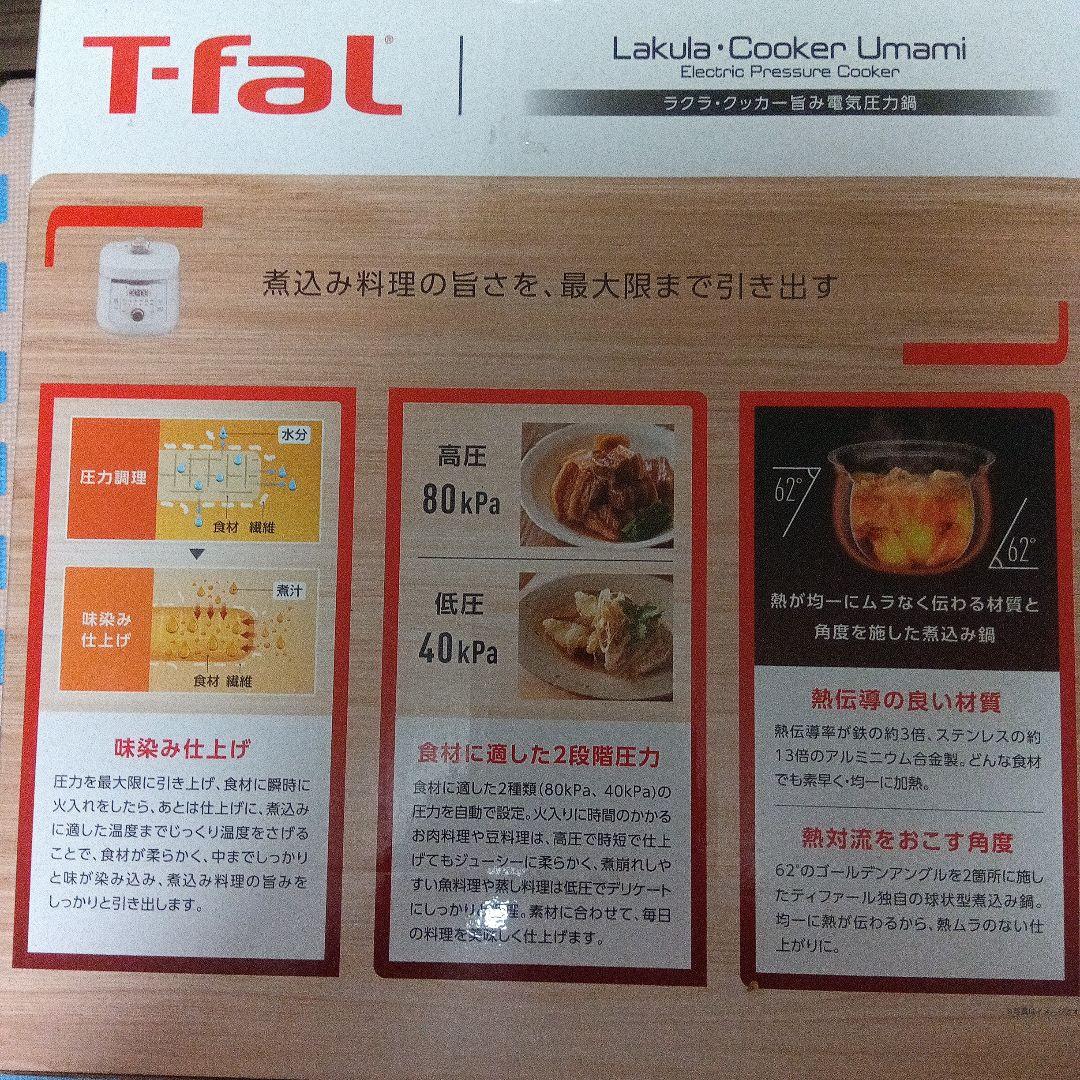 T-fal®
Lakula・Cooker Umami
Electric Pressure Cooker
ラクラ・クッカー旨み電気圧力鍋
煮込み料理の旨さを、最大限まで引き出す
圧力調理
水分
食材 繊維
味染み
仕上げ
煮汁
食材 繊維
味染み仕上げ
圧力を最大限に引き上げ、食材に瞬時に
火入れをしたら、あとは仕上げに、煮込み
に適した温度までじっくり温度をさげる
ことで、食材が柔らかく、中までしっかり
と味が染み込み、煮込み料理の旨みを
しっかりと引き出します。
高圧
80kPa
低圧
40kPa
食材に適した2段階圧力
食材に適した2種類(80kPa、40kPa)の
圧力を自動で設定。火入りに時間のかかる
お肉料理や豆料理は、高圧で時短で仕上
げてもジューシーに柔らかく、煮崩れしや
すい魚料理や蒸し料理は低圧でデリケート
にしっかり。素材に合わせて、毎日
の料理を美味しく仕上げます。
62°
62°
熱が均一にムラなく伝わる材質と
角度を施した煮込み鍋
熱伝導の良い材質
熱伝導率が鉄の約3倍、ステンレスの約
13倍のアルミニウム合金製。どんな食材
でも素早く・均一に加熱。
熱対流をおこす角度
62°のゴールデンアングルを2箇所に施し
たティファール独自の球状型煮込み鍋。
均一に熱が伝わるから、熱ムラのない仕
上がりに。